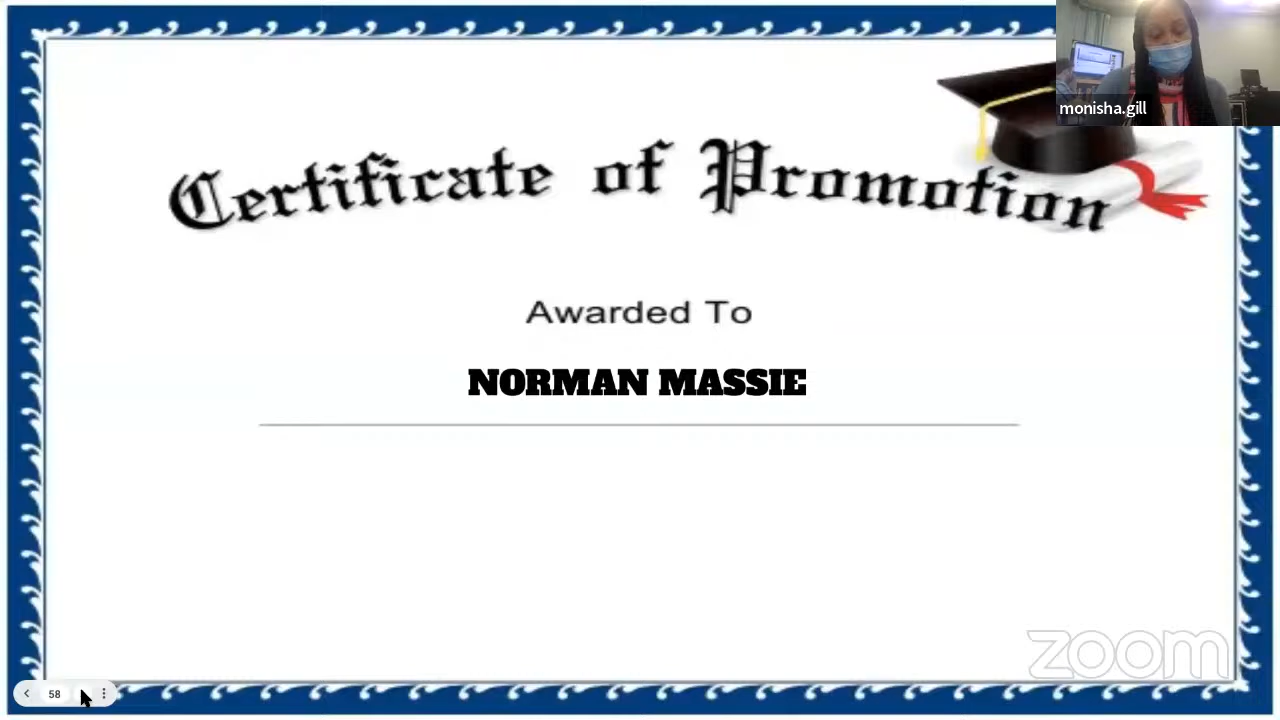 monisha.gill
Certificate of Promotion
Awarded To
NORMAN MASSIE
zoom
58